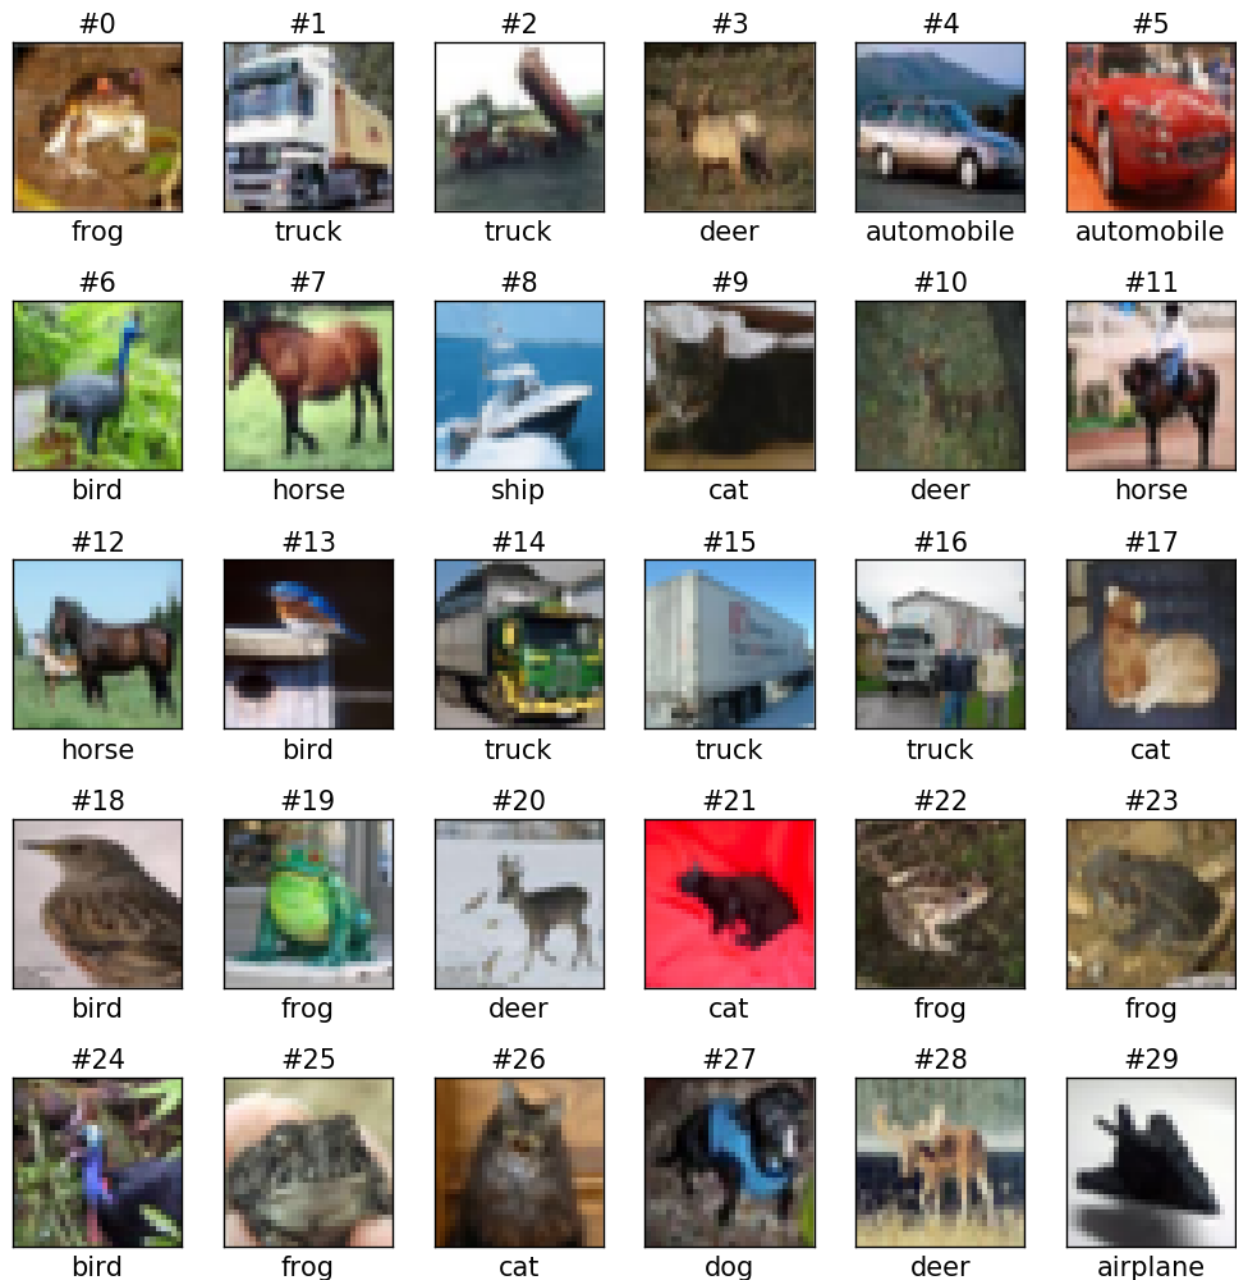 #0 #1 #2 #3 #4 #5
frog truck truck deer automobile automobile
#6 #7 #8 #9 #10 #11
bird horse ship cat deer horse
#12 #13 #14 #15 #16 #17
horse bird truck truck truck cat
#18 #19 #20 #21 #22 #23
bird frog deer cat frog frog
#24 #25 #26 #27 #28 #29
bird frog cat dog deer airplane